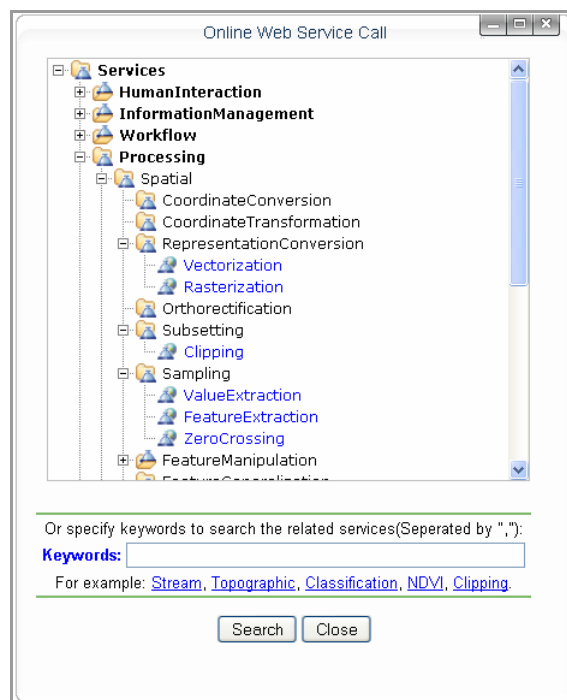 Online Web Service Call
Services
HumanInteraction
InformationManagement
Workflow
Processing
Spatial
CoordinateConversion
CoordinateTransformation
RepresentationConversion
Vectorization
Rasterization
Orthorectification
Subsetting
Clipping
Sampling
ValueExtraction
FeatureExtraction
ZeroCrossing
FeatureManipulation
FeatureGeneralization
Or specify keywords to search the related services(Seperated by ","):
Keywords:
For example: Stream, Topographic, Classification, NDVI, Clipping.
Search Close